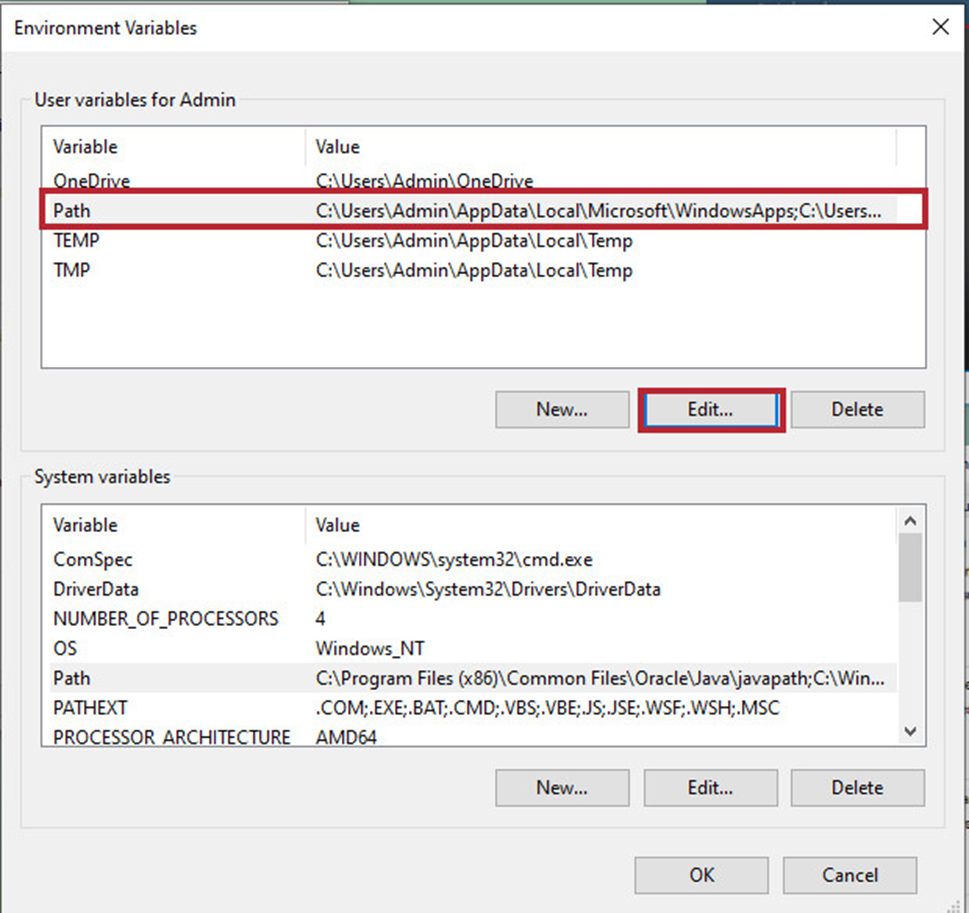 Environment Variables
User variables for Admin
Variable Value
OneDrive C:\Users\Admin\OneDrive
Path C:\Users\Admin\AppData\Local\Microsoft\WindowsApps;C:\Users...
TEMP C:\Users\Admin\AppData\Local\Temp
TMP C:\Users\Admin\AppData\Local\Temp
New... Edit... Delete
System variables
Variable Value
ComSpec C:\WINDOWS\system32\cmd.exe
DriverData C:\Windows\System32\Drivers\DriverData
NUMBER_OF_PROCESSORS 4
OS Windows_NT
Path C:\Program Files (x86)\Common Files\Oracle\Java\javapath;C:\Win...
PATHEXT .COM;.EXE;.BAT;.CMD;.VBS;.VBE;.JS;.JSE;.WSF;.WSH;.MSC
PROCESSOR_ARCHITECTURE AMD64
New... Edit... Delete
OK Cancel